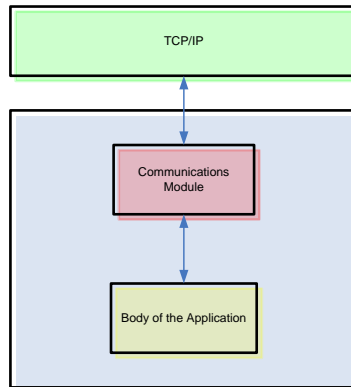 TCP/IP
Communications
Module
Body of the Application